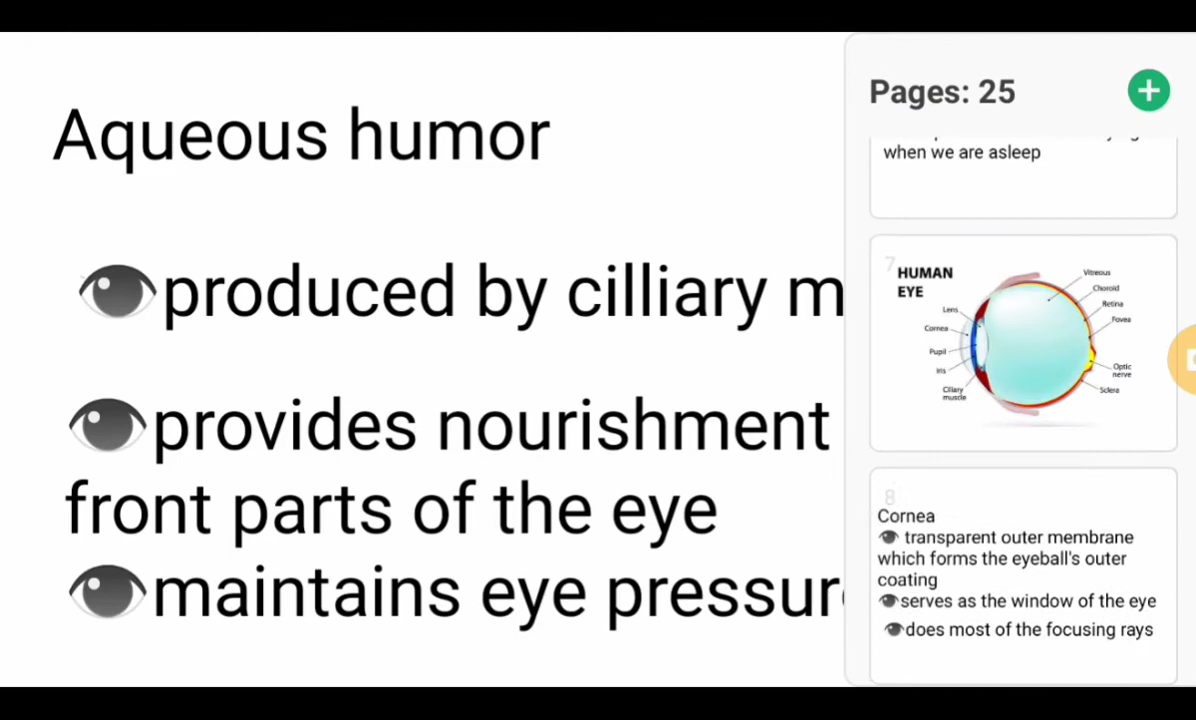 Aqueous humor
👁produced by cilliary m
👁provides nourishment
front parts of the eye
👁maintains eye pressur
Pages: 25
+
when we are asleep
7
HUMAN
EYE
Vitreous
Choroid
Retina
Fovea
Optic
nerve
Sclera
Lens
Cornea
Pupil
Iris
Ciliary
muscle
8
Cornea
👁 transparent outer membrane
which forms the eyeball's outer
coating
👁serves as the window of the eye
👁does most of the focusing rays